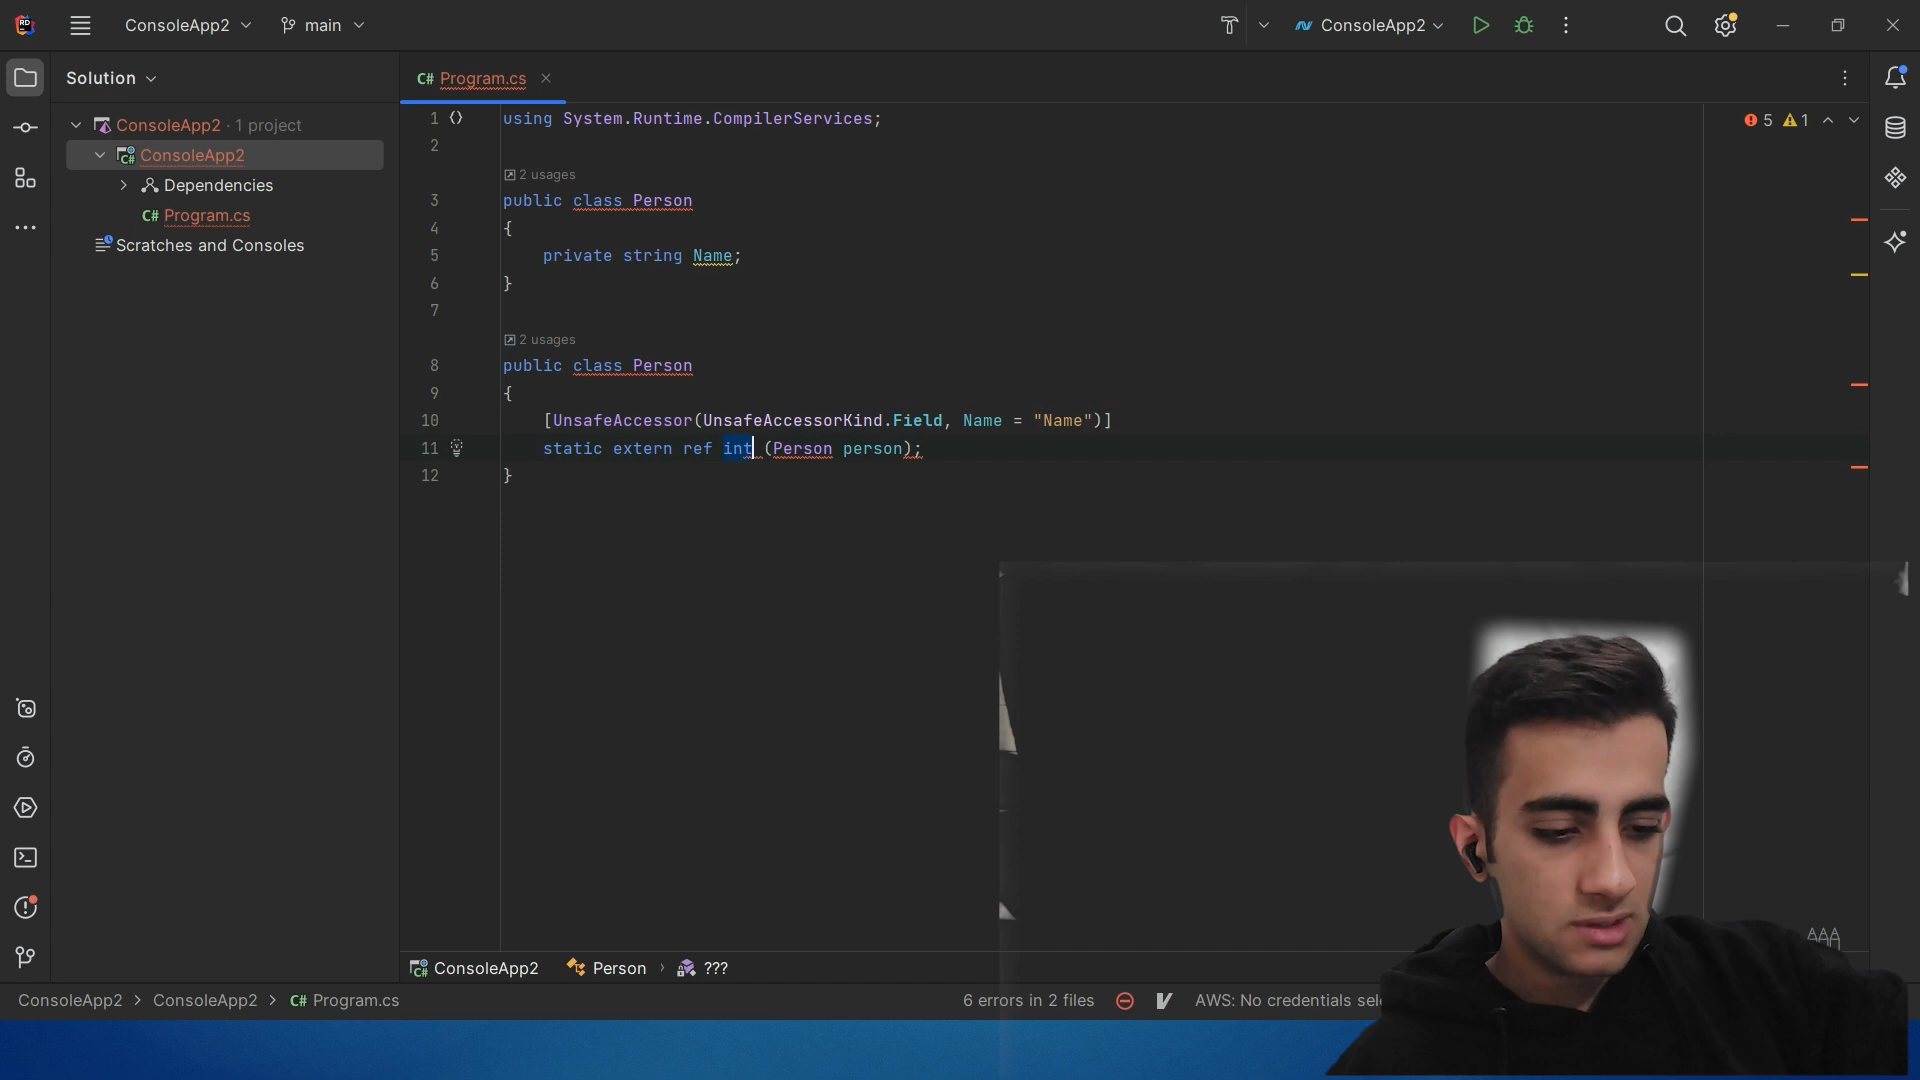 ConsoleApp2 main ConsoleApp2
Solution
C# Program.cs
ConsoleApp2 · 1 project
ConsoleApp2
Dependencies
C# Program.cs
Scratches and Consoles
5 1
1 using System.Runtime.CompilerServices;
2
2 usages
3 public class Person
4 {
5 private string Name;
6 }
7
2 usages
8 public class Person
9 {
10 [UnsafeAccessor(UnsafeAccessorKind.Field, Name = "Name")]
11 static extern ref int (Person person);
12 }
ConsoleApp2 Person › ???
ConsoleApp2 > ConsoleApp2 > C# Program.cs
6 errors in 2 files
AWS: No credentials